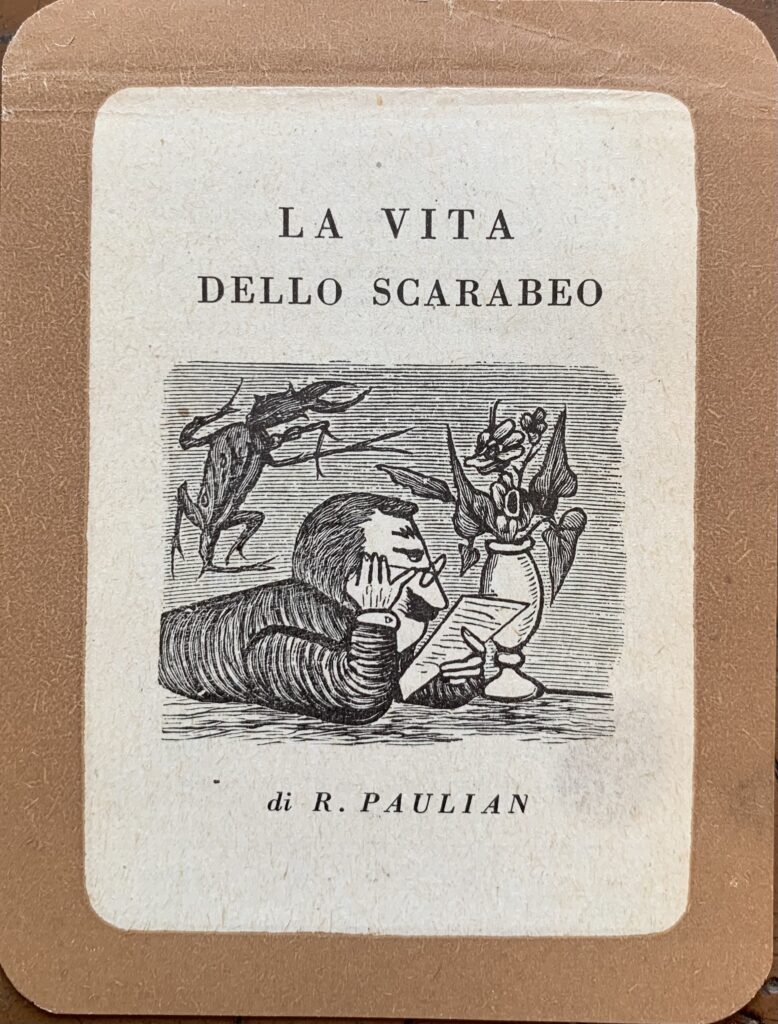 LA VITA
DELLO SCARABEO
di R. PAULIAN